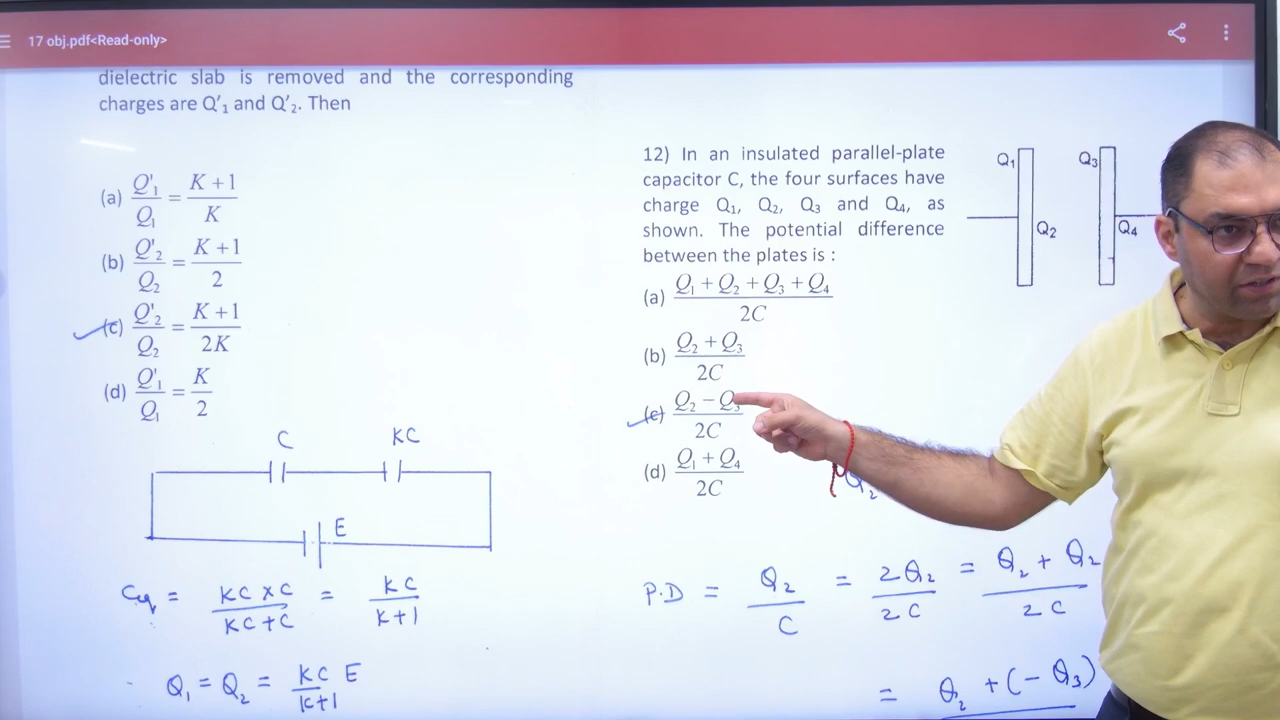 17 obj.pdf<Read-only>
dielectric slab is removed and the corresponding
charges are Q′₁ and Q′₂. Then
(a) Q'₁/Q₁ = K+1/K
(b) Q'₂/Q₂ = K+1/2
(c) Q'₂/Q₂ = K+1/2K
(d) Q'₁/Q₁ = K/2
C KC
E
Ceq = KC×C/KC+C = KC/K+1
Q₁ = Q₂ = KC/K+1 E
12) In an insulated parallel-plate
capacitor C, the four surfaces have
charge Q₁, Q₂, Q₃ and Q₄, as
shown. The potential difference
between the plates is :
(a) Q₁+Q₂+Q₃+Q₄/2C
(b) Q₂+Q₃/2C
(c) Q₂−Q₃/2C
(d) Q₁+Q₄/2C
Q₁ Q₃
Q₂ Q₄
Q₂
P.D = Q₂/C = 2Q₂/2C = Q₂+Q₂/2C
= Q₂+(-Q₃)